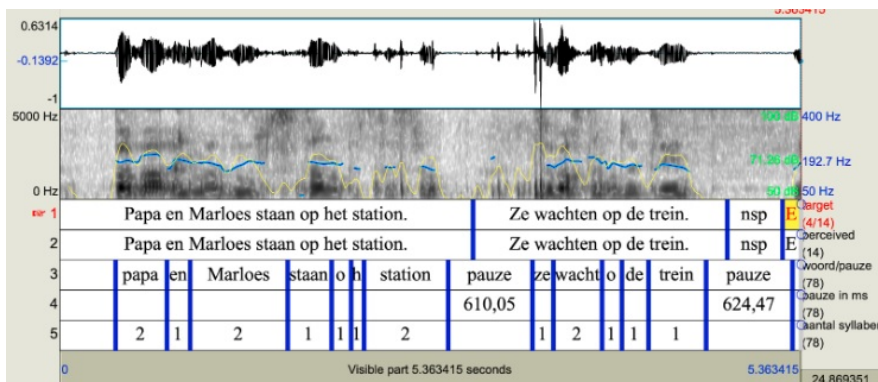 5.363415
0.6314
-0.1392
-1
5000 Hz 100 dB 400 Hz
71.26 dB 192.7 Hz
0 Hz 50 dB 50 Hz
1 Papa en Marloes staan op het station. Ze wachten op de trein. nsp E target (4/14)
2 Papa en Marloes staan op het station. Ze wachten op de trein. nsp E perceived (14)
3 papa en Marloes staan o h station pauze ze wacht o de trein pauze woord/pauze (78)
4 610,05 624,47 pauze in ms (78)
5 2 1 2 1 1 1 2 1 2 1 1 1 aantal syllabe (78)
0 Visible part 5.363415 seconds 5.363415
24.869351